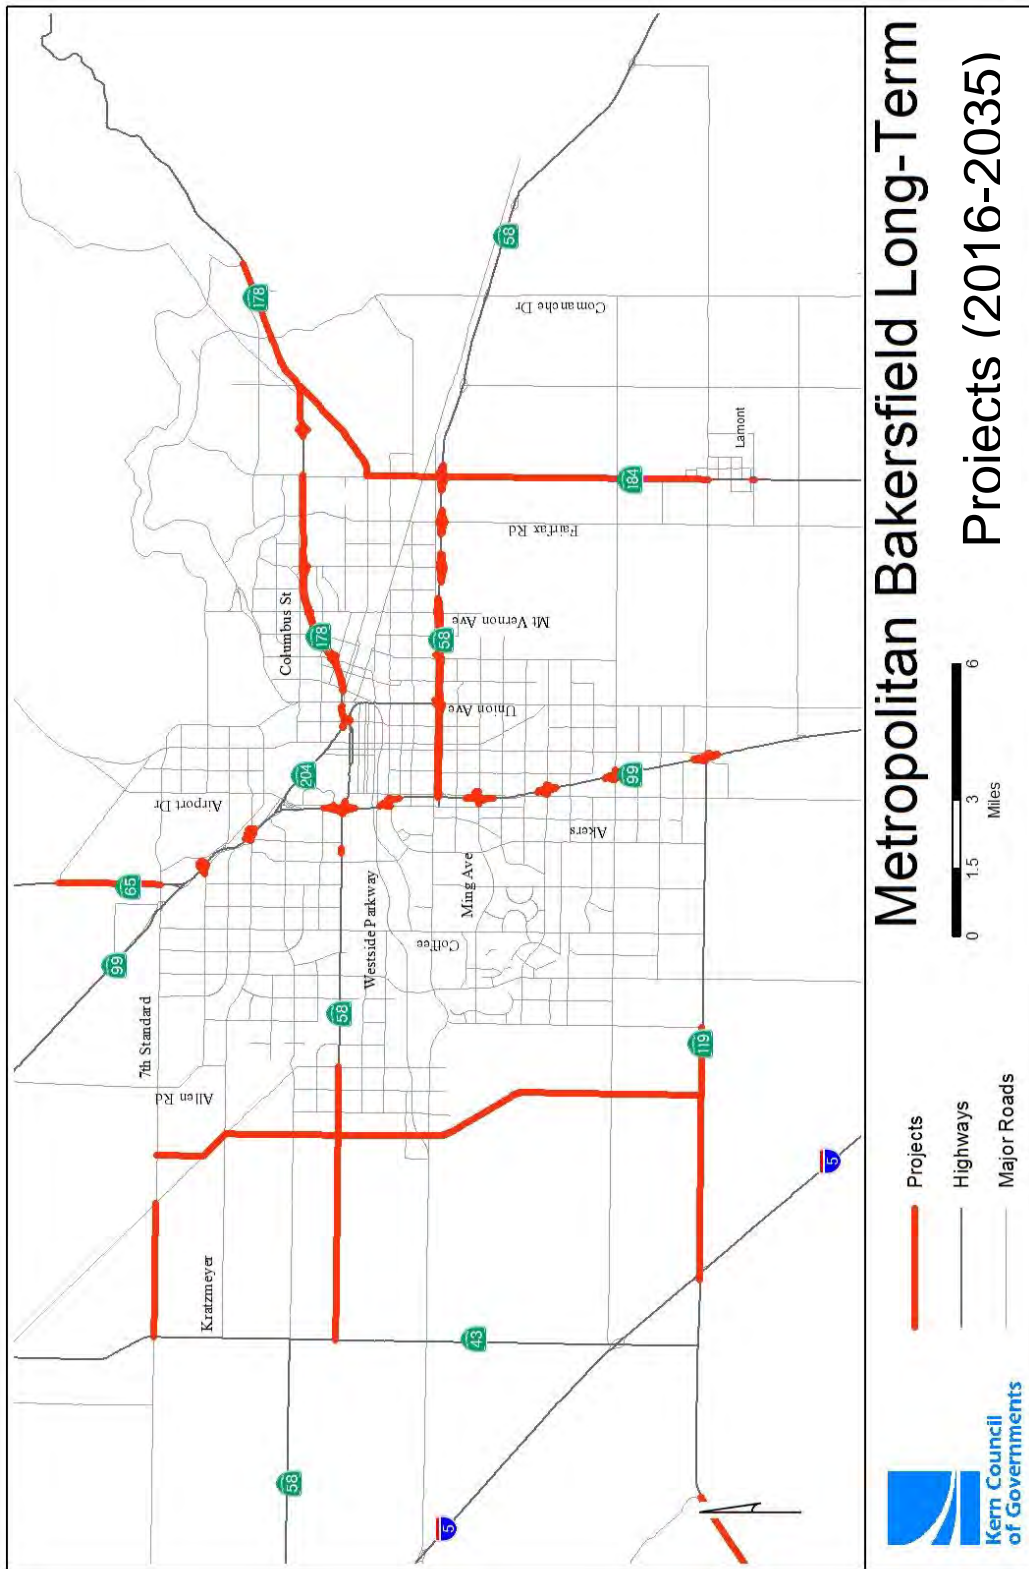 178
58
Comanche Dr
Lamont
184
Fairfax Rd
Columbus St
178
58
Mt Vernon Ave
Union Ave
204
Airport Dr
99
Akers
65
99
Westside Parkway
Ming Ave
Coffee
58
7th Standard
Allen Rd
119
5
Kratzmeyer
43
58
5
Metropolitan Bakersfield Long-Term
Projects (2016-2035)
0 1.5 3 6
Miles
Projects
Highways
Major Roads
Kern Council
of Governments